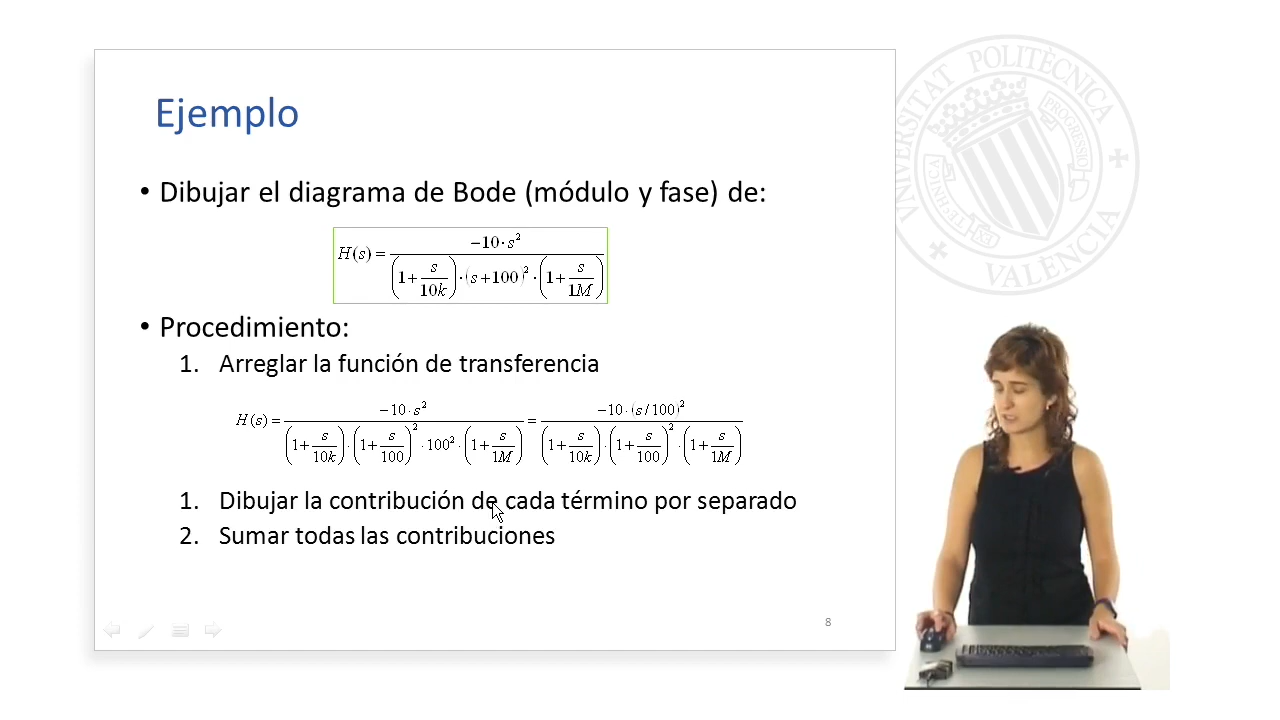 UNIVERSITAT POLITÈCNICA
VALÈNCIA
PROGRESSIO
Ejemplo
• Dibujar el diagrama de Bode (módulo y fase) de:
H(s) = −10·s² / ((1+s/10k)·(s+100)²·(1+s/1M))
• Procedimiento:
1. Arreglar la función de transferencia
H(s) = −10·s² / ((1+s/10k)·(1+s/100)²·100²·(1+s/1M)) = −10·(s/100)² / ((1+s/10k)·(1+s/100)²·(1+s/1M))
1. Dibujar la contribución de cada término por separado
2. Sumar todas las contribuciones
8